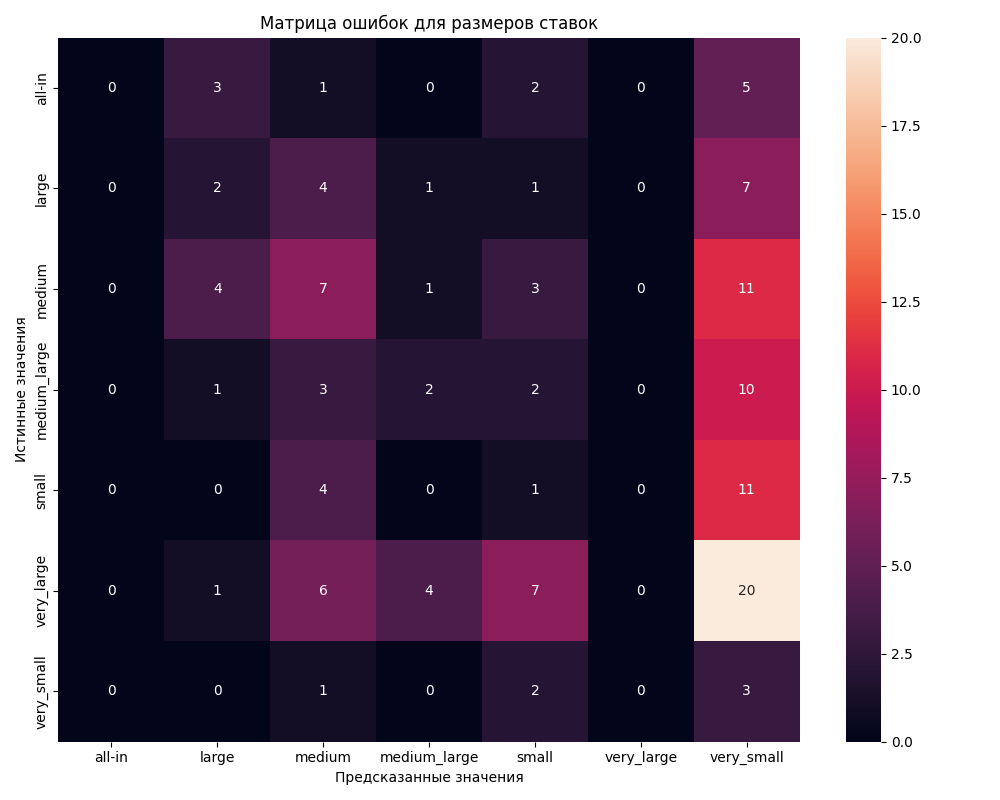 Матрица ошибок для размеров ставок
Истинные значения
all-in 0 3 1 0 2 0 5
large 0 2 4 1 1 0 7
medium 0 4 7 1 3 0 11
medium_large 0 1 3 2 2 0 10
small 0 0 4 0 1 0 11
very_large 0 1 6 4 7 0 20
very_small 0 0 1 0 2 0 3
all-in large medium medium_large small very_large very_small
Предсказанные значения
20.0
17.5
15.0
12.5
10.0
7.5
5.0
2.5
0.0